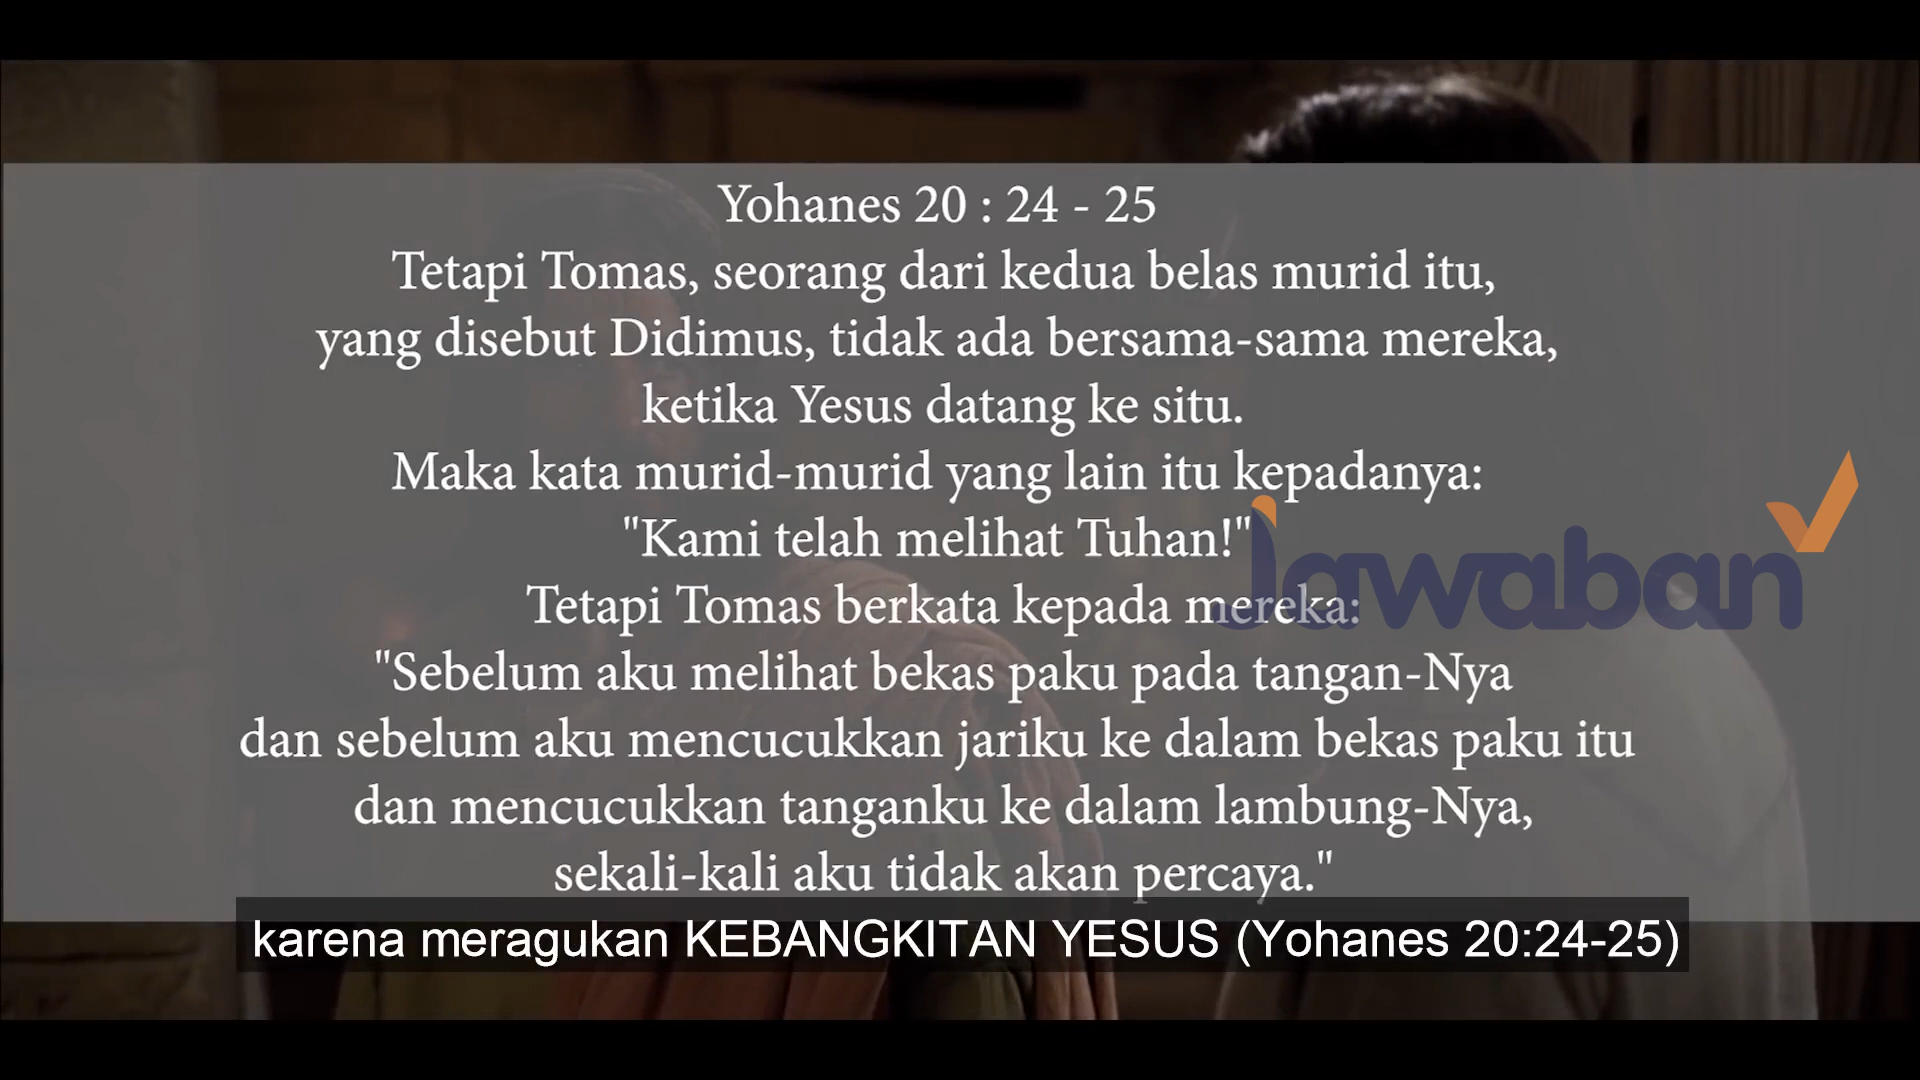 Yohanes 20 : 24 - 25
Tetapi Tomas, seorang dari kedua belas murid itu,
yang disebut Didimus, tidak ada bersama-sama mereka,
ketika Yesus datang ke situ.
Maka kata murid-murid yang lain itu kepadanya:
"Kami telah melihat Tuhan!"
Jawaban
Tetapi Tomas berkata kepada mereka:
"Sebelum aku melihat bekas paku pada tangan-Nya
dan sebelum aku mencucukkan jariku ke dalam bekas paku itu
dan mencucukkan tanganku ke dalam lambung-Nya,
sekali-kali aku tidak akan percaya."
karena meragukan KEBANGKITAN YESUS (Yohanes 20:24-25)